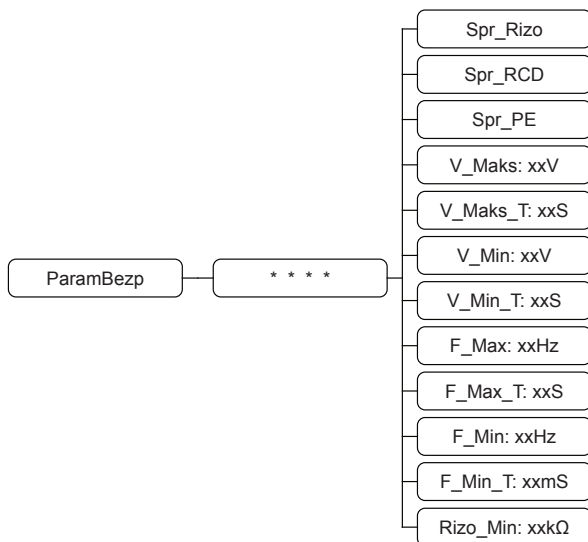 Spr_Rizo
Spr_RCD
Spr_PE
V_Maks: xxV
V_Maks_T: xxS
V_Min: xxV
ParamBezp
* * * *
V_Min_T: xxS
F_Max: xxHz
F_Max_T: xxS
F_Min: xxHz
F_Min_T: xxmS
Rizo_Min: xxkΩ